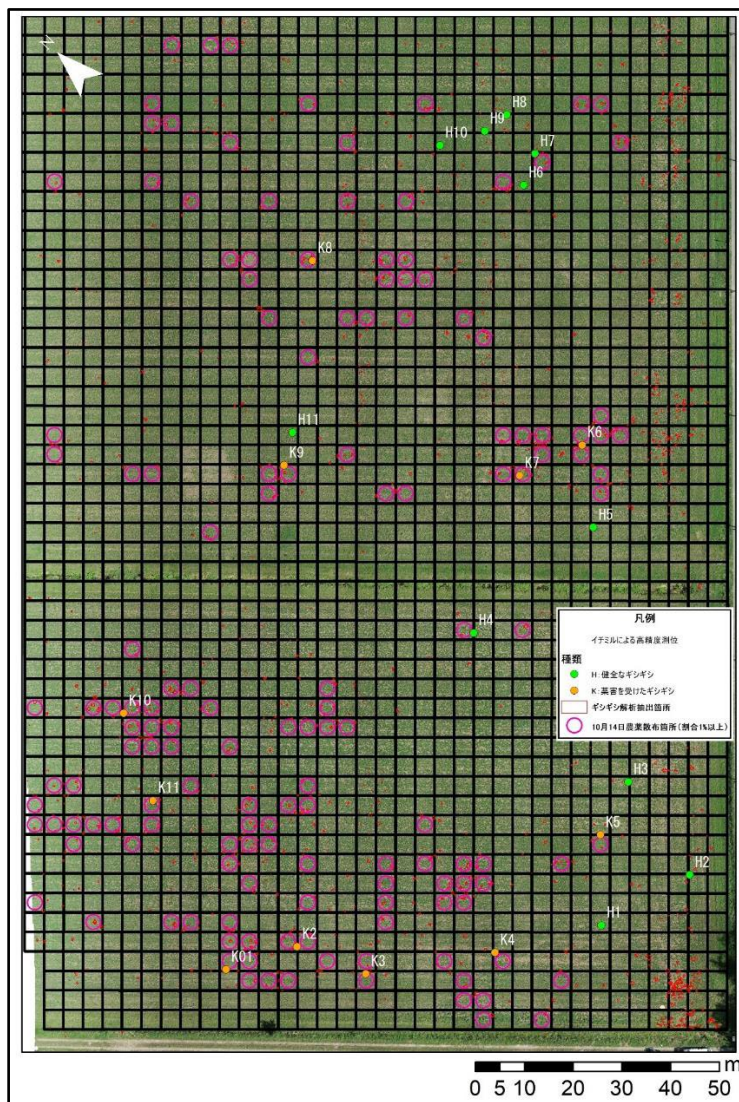 N
H8
H9
H10
H7
H6
K8
H11
K9
K6
K7
H5
H4
凡例
イチミルによる高精度測位
種類
H:健全なギシギシ
K:薬害を受けたギシギシ
ギシギシ解析抽出箇所
10月14日農薬散布箇所(割合1%以上)
K10
H3
K11
K5
H2
H1
K2
K4
K01
K3
m
0 5 10 20 30 40 50